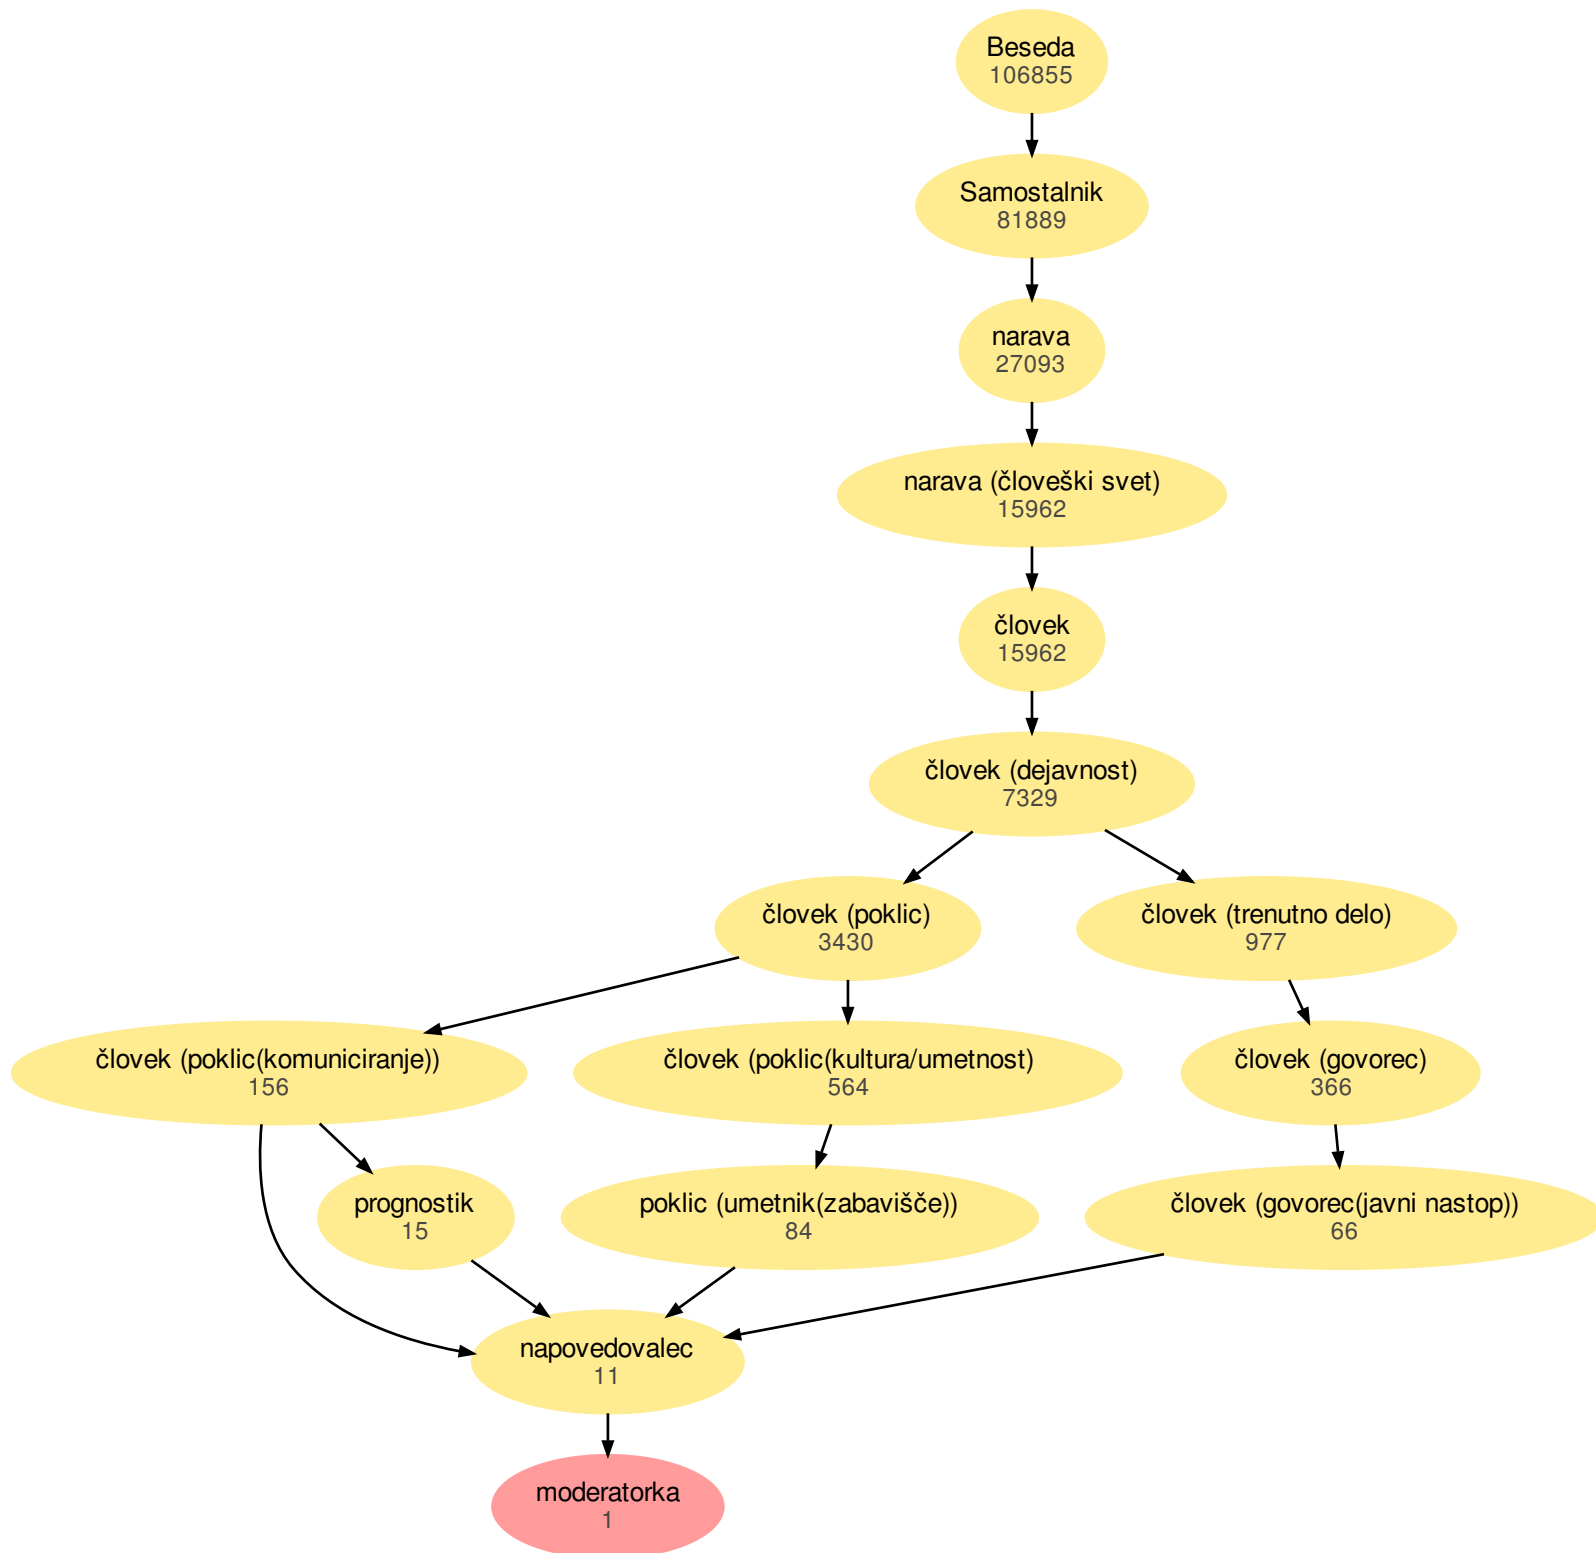 Beseda
106855
Samostalnik
81889
narava
27093
narava (človeški svet)
15962
človek
15962
človek (dejavnost)
7329
človek (poklic)
3430
človek (trenutno delo)
977
človek (poklic(komuniciranje))
156
človek (poklic(kultura/umetnost)
564
človek (govorec)
366
prognostik
15
poklic (umetnik(zabavišče))
84
človek (govorec(javni nastop))
66
napovedovalec
11
moderatorka
1